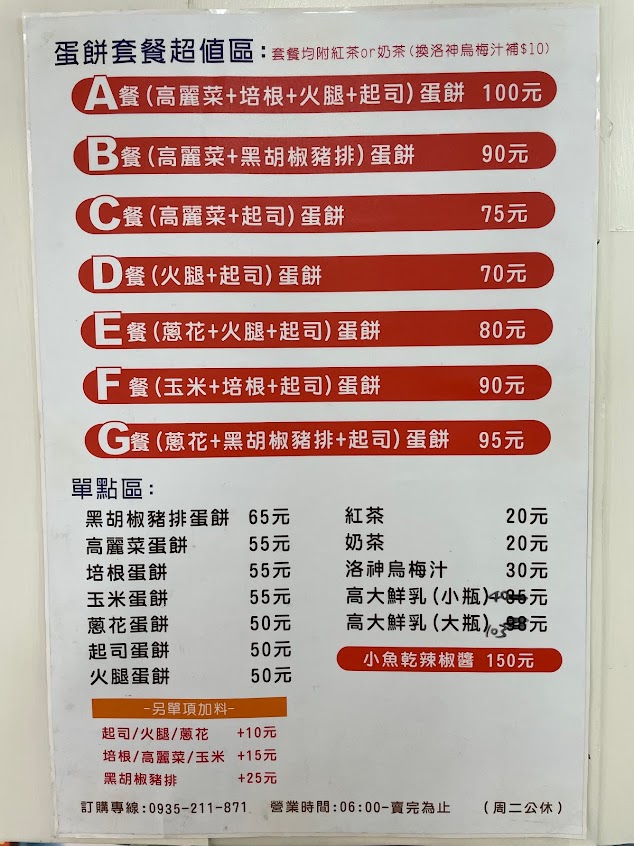 蛋餅套餐超值區：套餐均附紅茶or奶茶(換洛神烏梅汁補$10)
A餐(高麗菜+培根+火腿+起司)蛋餅 100元
B餐(高麗菜+黑胡椒豬排)蛋餅 90元
C餐(高麗菜+起司)蛋餅 75元
D餐(火腿+起司)蛋餅 70元
E餐(蔥花+火腿+起司)蛋餅 80元
F餐(玉米+培根+起司)蛋餅 90元
G餐(蔥花+黑胡椒豬排+起司)蛋餅 95元
單點區：
黑胡椒豬排蛋餅 65元
高麗菜蛋餅 55元
培根蛋餅 55元
玉米蛋餅 55元
蔥花蛋餅 50元
起司蛋餅 50元
火腿蛋餅 50元
紅茶 20元
奶茶 20元
洛神烏梅汁 30元
高大鮮乳(小瓶) 元
高大鮮乳(大瓶) 103 98元
小魚乾辣椒醬 150元
-另單項加料-
起司/火腿/蔥花 +10元
培根/高麗菜/玉米 +15元
黑胡椒豬排 +25元
訂購專線:0935-211-871 營業時間:06:00-賣完為止 (周二公休)